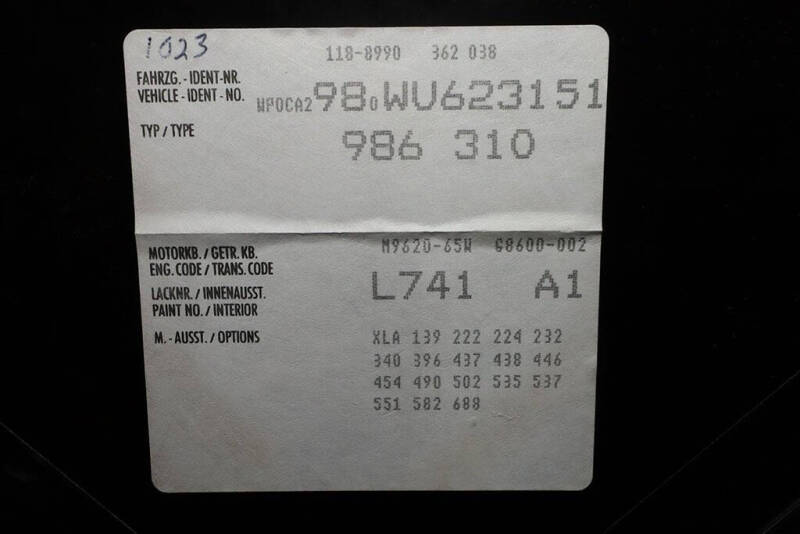 1023
118-8990 362 038
FAHRZG.-IDENT-NR.
VEHICLE-IDENT-NO.
WP0CA2980WU623151
TYP/TYPE
986 310
MOTORKB./GETR.KB.
ENG.CODE/TRANS.CODE
M9620-65W G8600-002
LACKNR./INNENAUSST.
PAINT NO./INTERIOR
L741 A1
M.-AUSST./OPTIONS
XLA 139 222 224 232
340 396 437 438 446
454 490 502 535 537
551 582 688